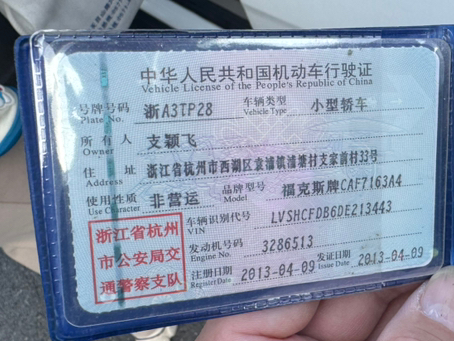 中华人民共和国机动车行驶证
Vehicle License of the People's Republic of China
号牌号码 浙A3TP28 车辆类型 小型轿车
Plate No. Vehicle Type
所有人 支颖飞
Owner
住址 浙江省杭州市西湖区袁浦镇浦塘村支家前村33号
Address
使用性质 非营运 品牌型号 福克斯牌CAF7163A4
Use Character Model
浙江省杭州市公安局交通警察支队
车辆识别代号 LVSHCFDB6DE213443
VIN
发动机号码 3286513
Engine No.
注册日期 2013-04-09 发证日期 2013-04-09
Register Date Issue Date